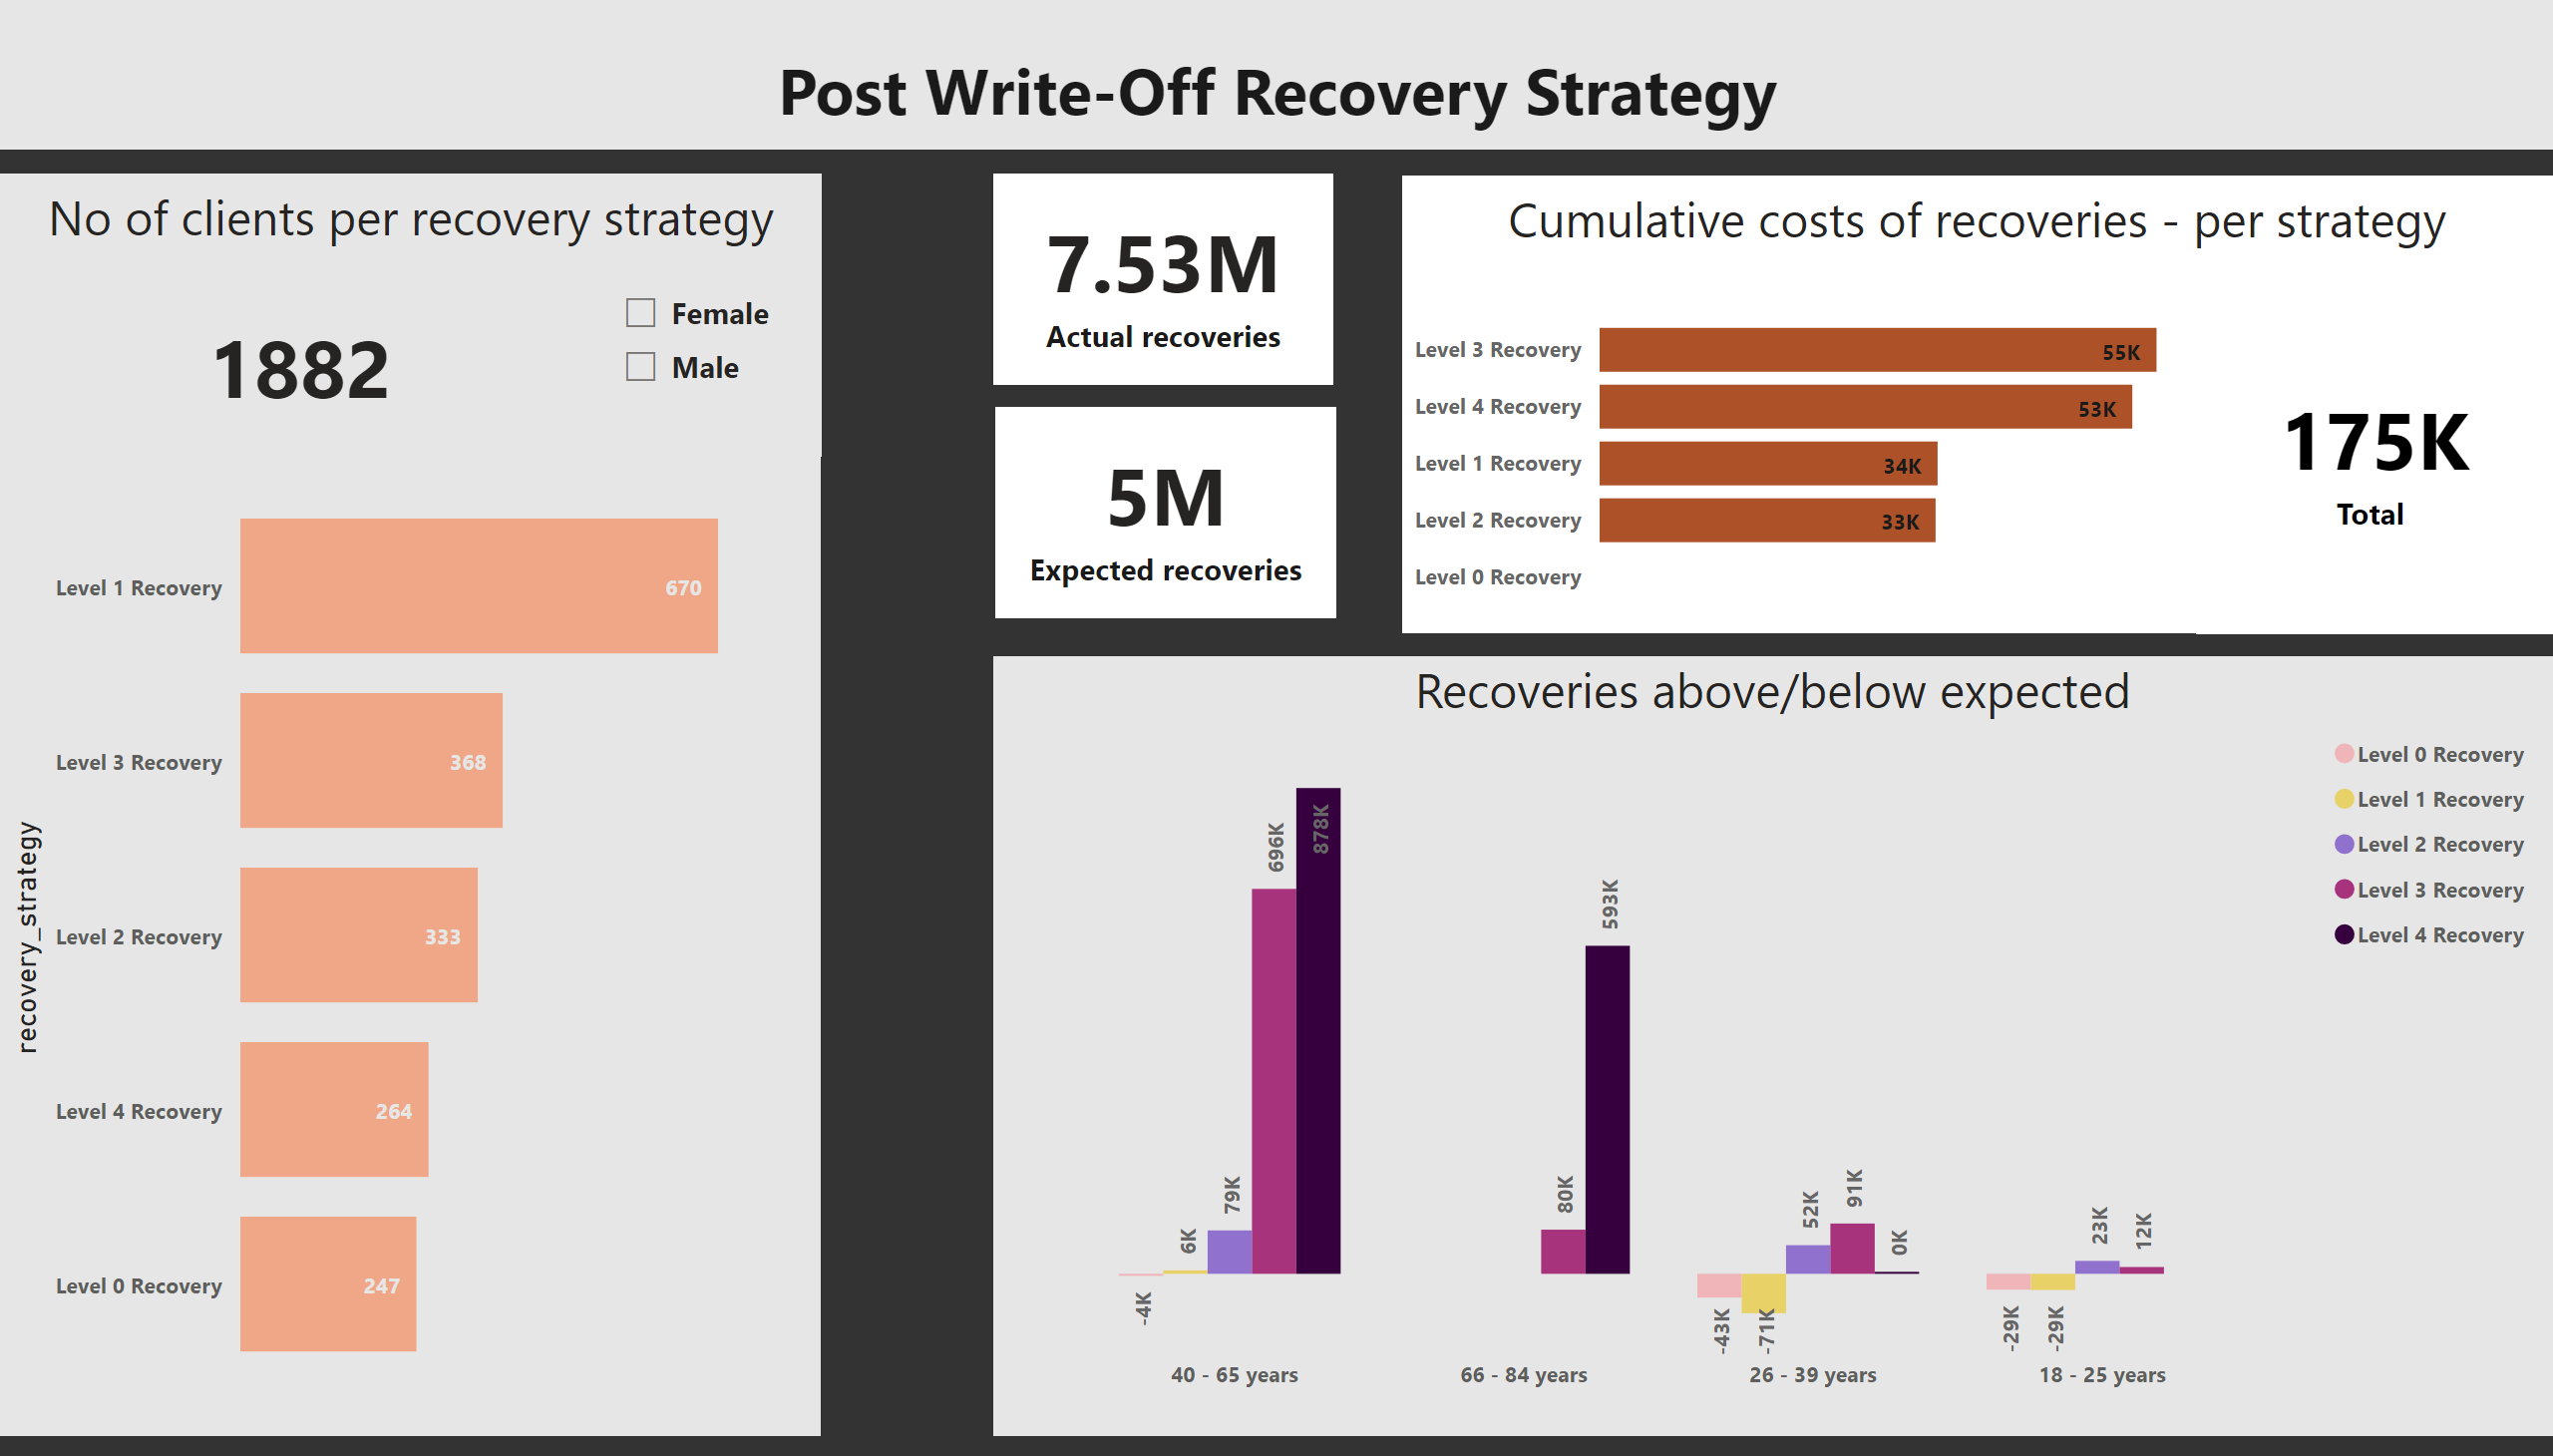 Post Write-Off Recovery Strategy
No of clients per recovery strategy
1882
Female
Male
recovery_strategy
Level 1 Recovery
670
Level 3 Recovery
368
Level 2 Recovery
333
Level 4 Recovery
264
Level 0 Recovery
247
7.53M
Actual recoveries
5M
Expected recoveries
Cumulative costs of recoveries - per strategy
Level 3 Recovery
55K
Level 4 Recovery
53K
Level 1 Recovery
34K
Level 2 Recovery
33K
Level 0 Recovery
175K
Total
Recoveries above/below expected
Level 0 Recovery
Level 1 Recovery
Level 2 Recovery
Level 3 Recovery
Level 4 Recovery
-4K
6K
79K
696K
878K
80K
593K
-43K
-71K
52K
91K
0K
-29K
-29K
23K
12K
40 - 65 years
66 - 84 years
26 - 39 years
18 - 25 years